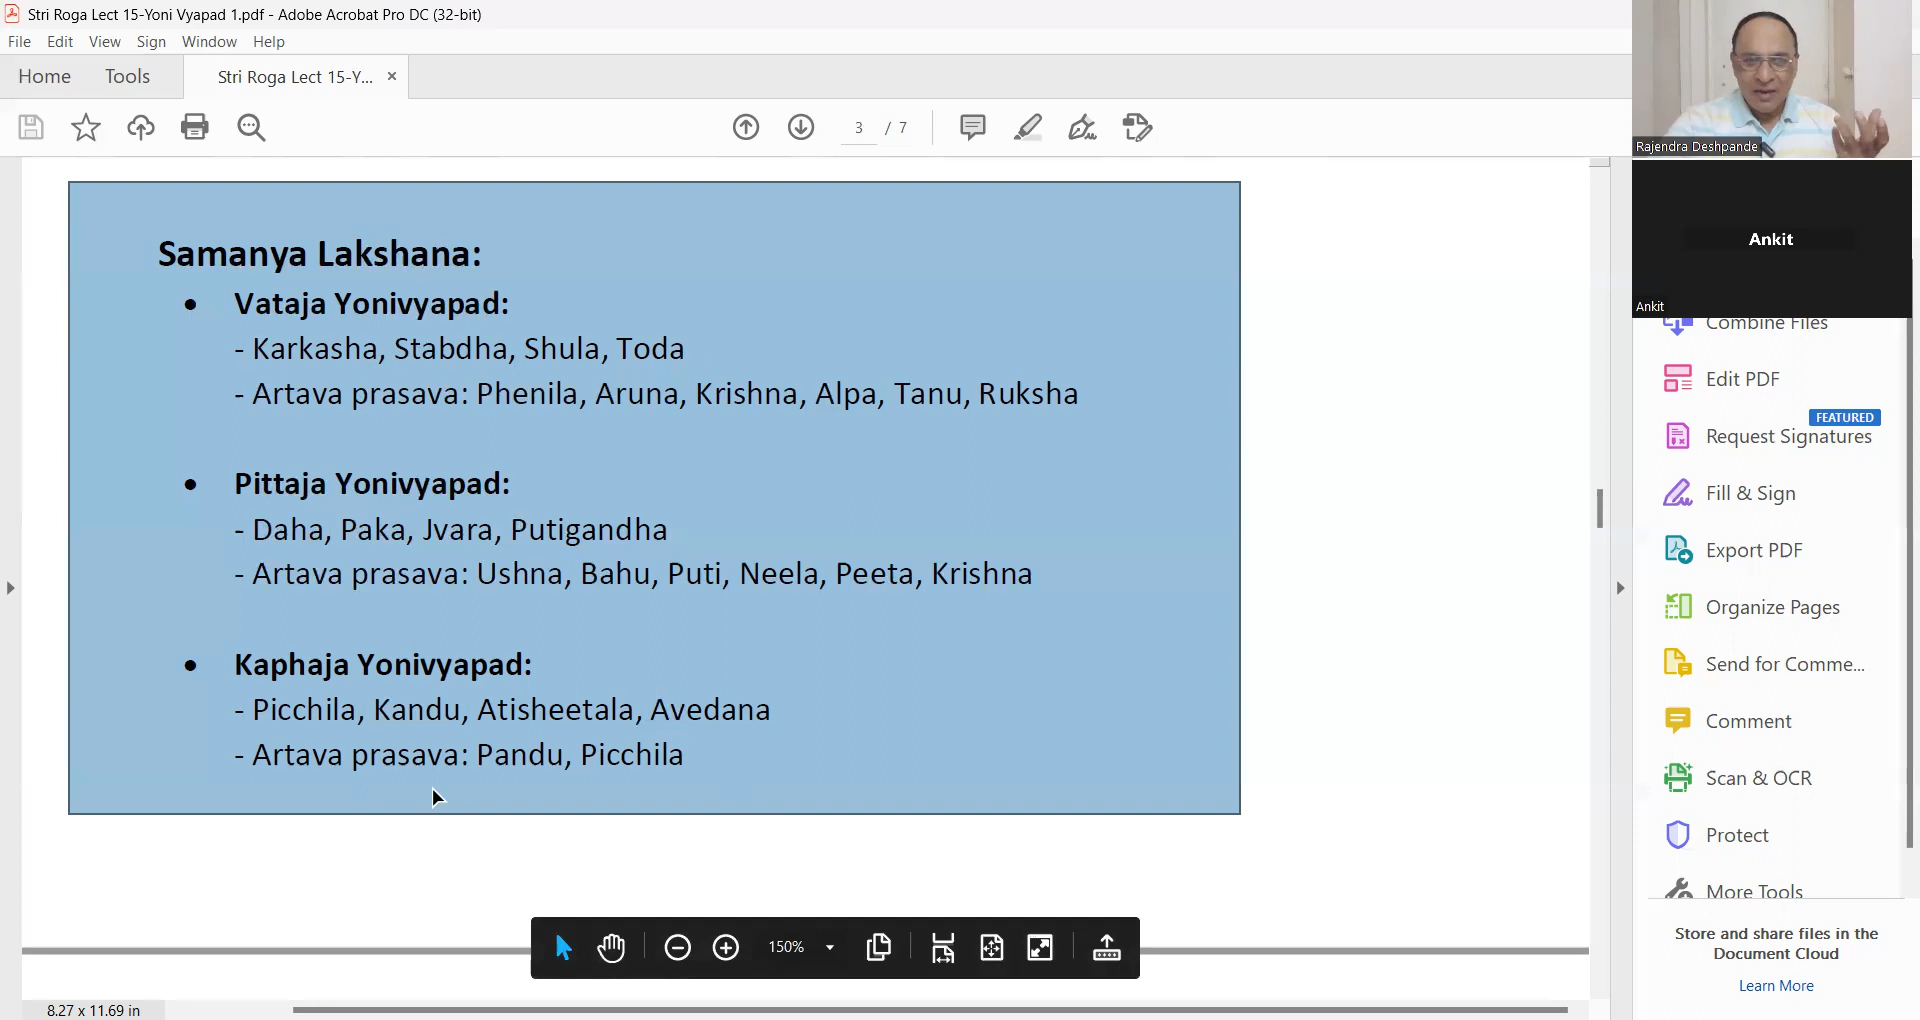 Stri Roga Lect 15-Yoni Vyapad 1.pdf - Adobe Acrobat Pro DC (32-bit)
File Edit View Sign Window Help
Home Tools Stri Roga Lect 15-Y... ×
3 / 7
Rajendra Deshpande
Ankit
Ankit
Samanya Lakshana:
• Vataja Yonivyapad:
- Karkasha, Stabdha, Shula, Toda
- Artava prasava: Phenila, Aruna, Krishna, Alpa, Tanu, Ruksha
• Pittaja Yonivyapad:
- Daha, Paka, Jvara, Putigandha
- Artava prasava: Ushna, Bahu, Puti, Neela, Peeta, Krishna
• Kaphaja Yonivyapad:
- Picchila, Kandu, Atisheetala, Avedana
- Artava prasava: Pandu, Picchila
Combine Files
Edit PDF
FEATURED
Request Signatures
Fill & Sign
Export PDF
Organize Pages
Send for Comme...
Comment
Scan & OCR
Protect
More Tools
Store and share files in the
Document Cloud
Learn More
150%
8.27 x 11.69 in